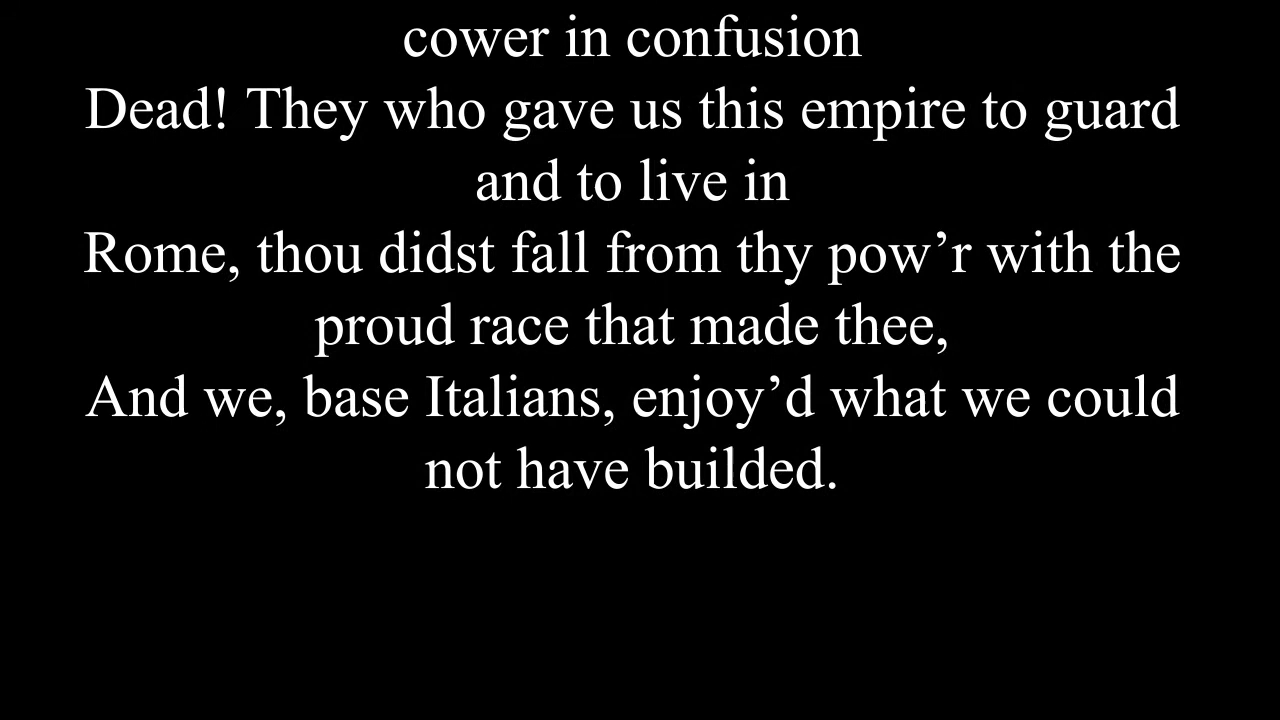 cower in confusion
Dead! They who gave us this empire to guard
and to live in
Rome, thou didst fall from thy pow’r with the
proud race that made thee,
And we, base Italians, enjoy’d what we could
not have builded.